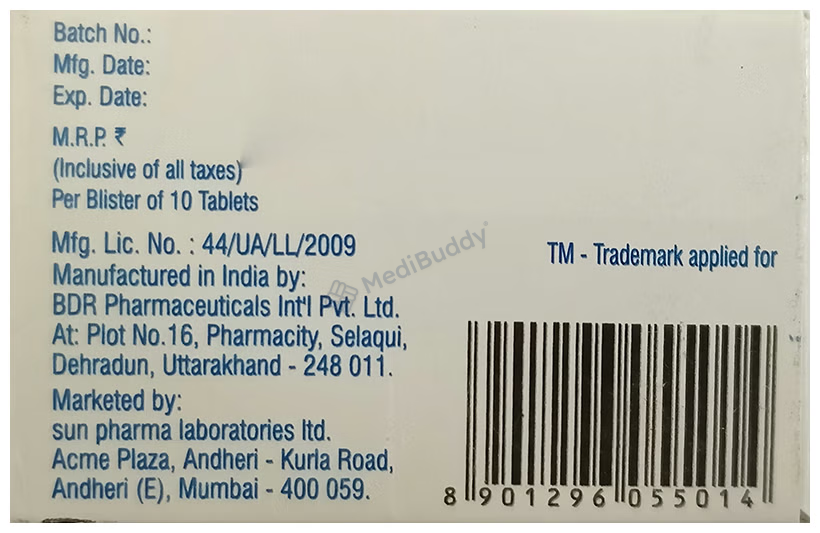 Batch No.:
Mfg. Date:
Exp. Date:
M.R.P. ₹
(Inclusive of all taxes)
Per Blister of 10 Tablets
Mfg. Lic. No. : 44/UA/LL/2009
Manufactured in India by:
BDR Pharmaceuticals Int'l Pvt. Ltd.
At: Plot No.16, Pharmacity, Selaqui,
Dehradun, Uttarakhand - 248 011.
Marketed by:
sun pharma laboratories ltd.
Acme Plaza, Andheri - Kurla Road,
Andheri (E), Mumbai - 400 059.
MediBuddy
TM - Trademark applied for
8 901296 055014